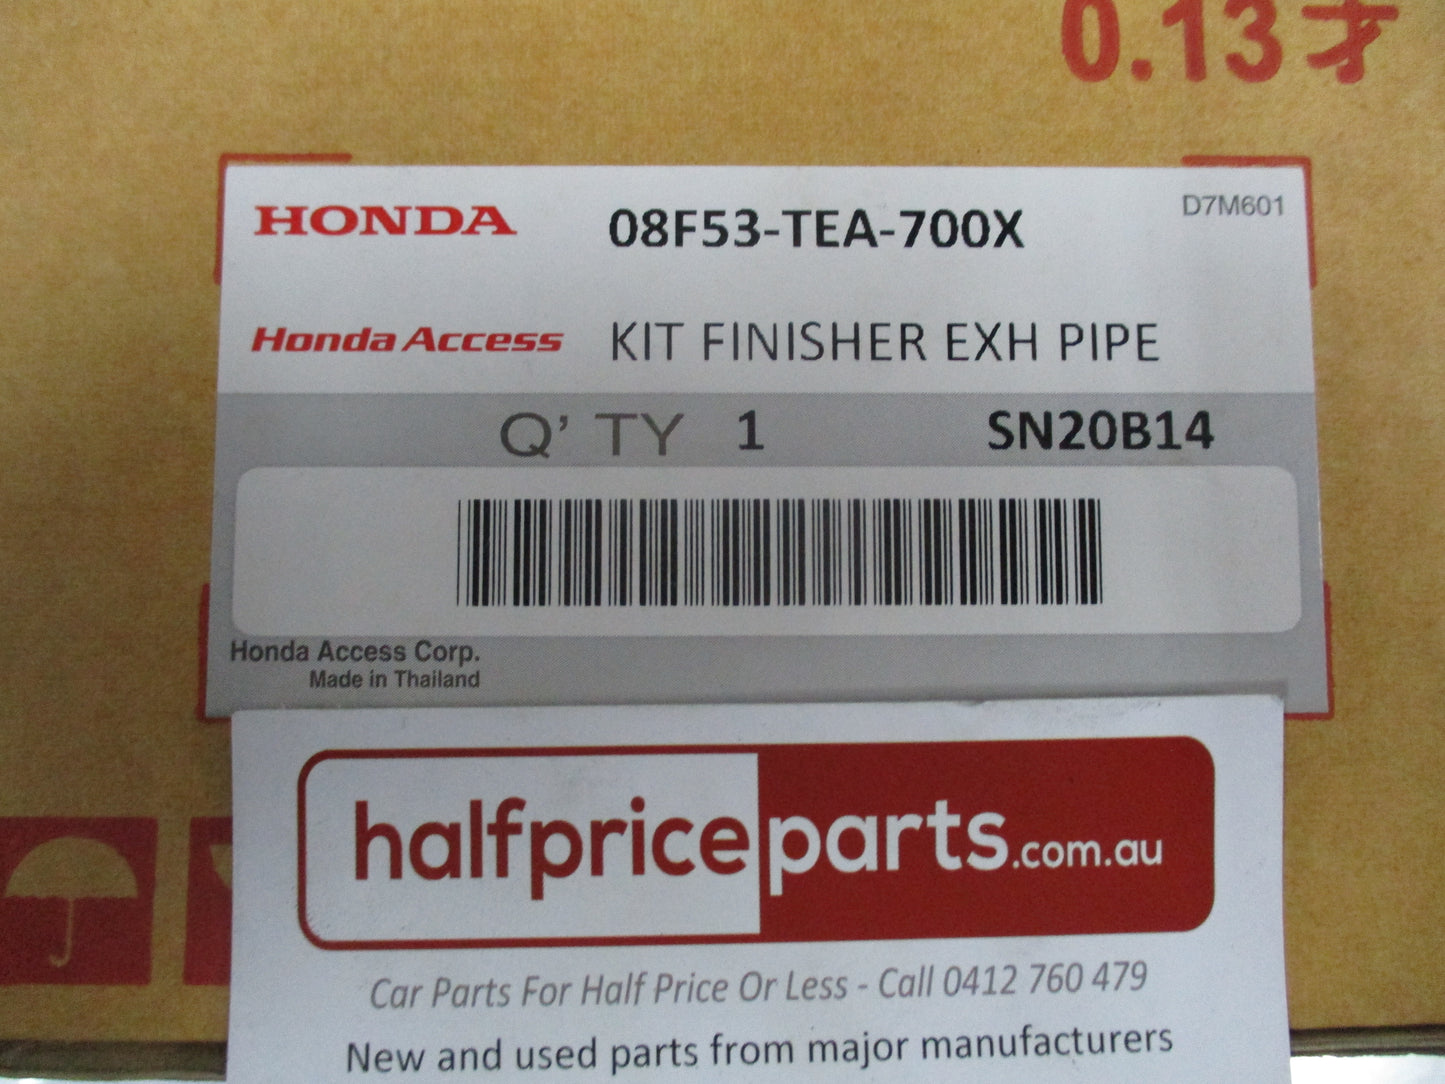 0.13才
HONDA 08F53-TEA-700X D7M601
Honda Access KIT FINISHER EXH PIPE
Q' TY 1 SN20B14
Honda Access Corp.
Made in Thailand
halfpriceparts.com.au
Car Parts For Half Price Or Less - Call 0412 760 479
New and used parts from major manufacturers